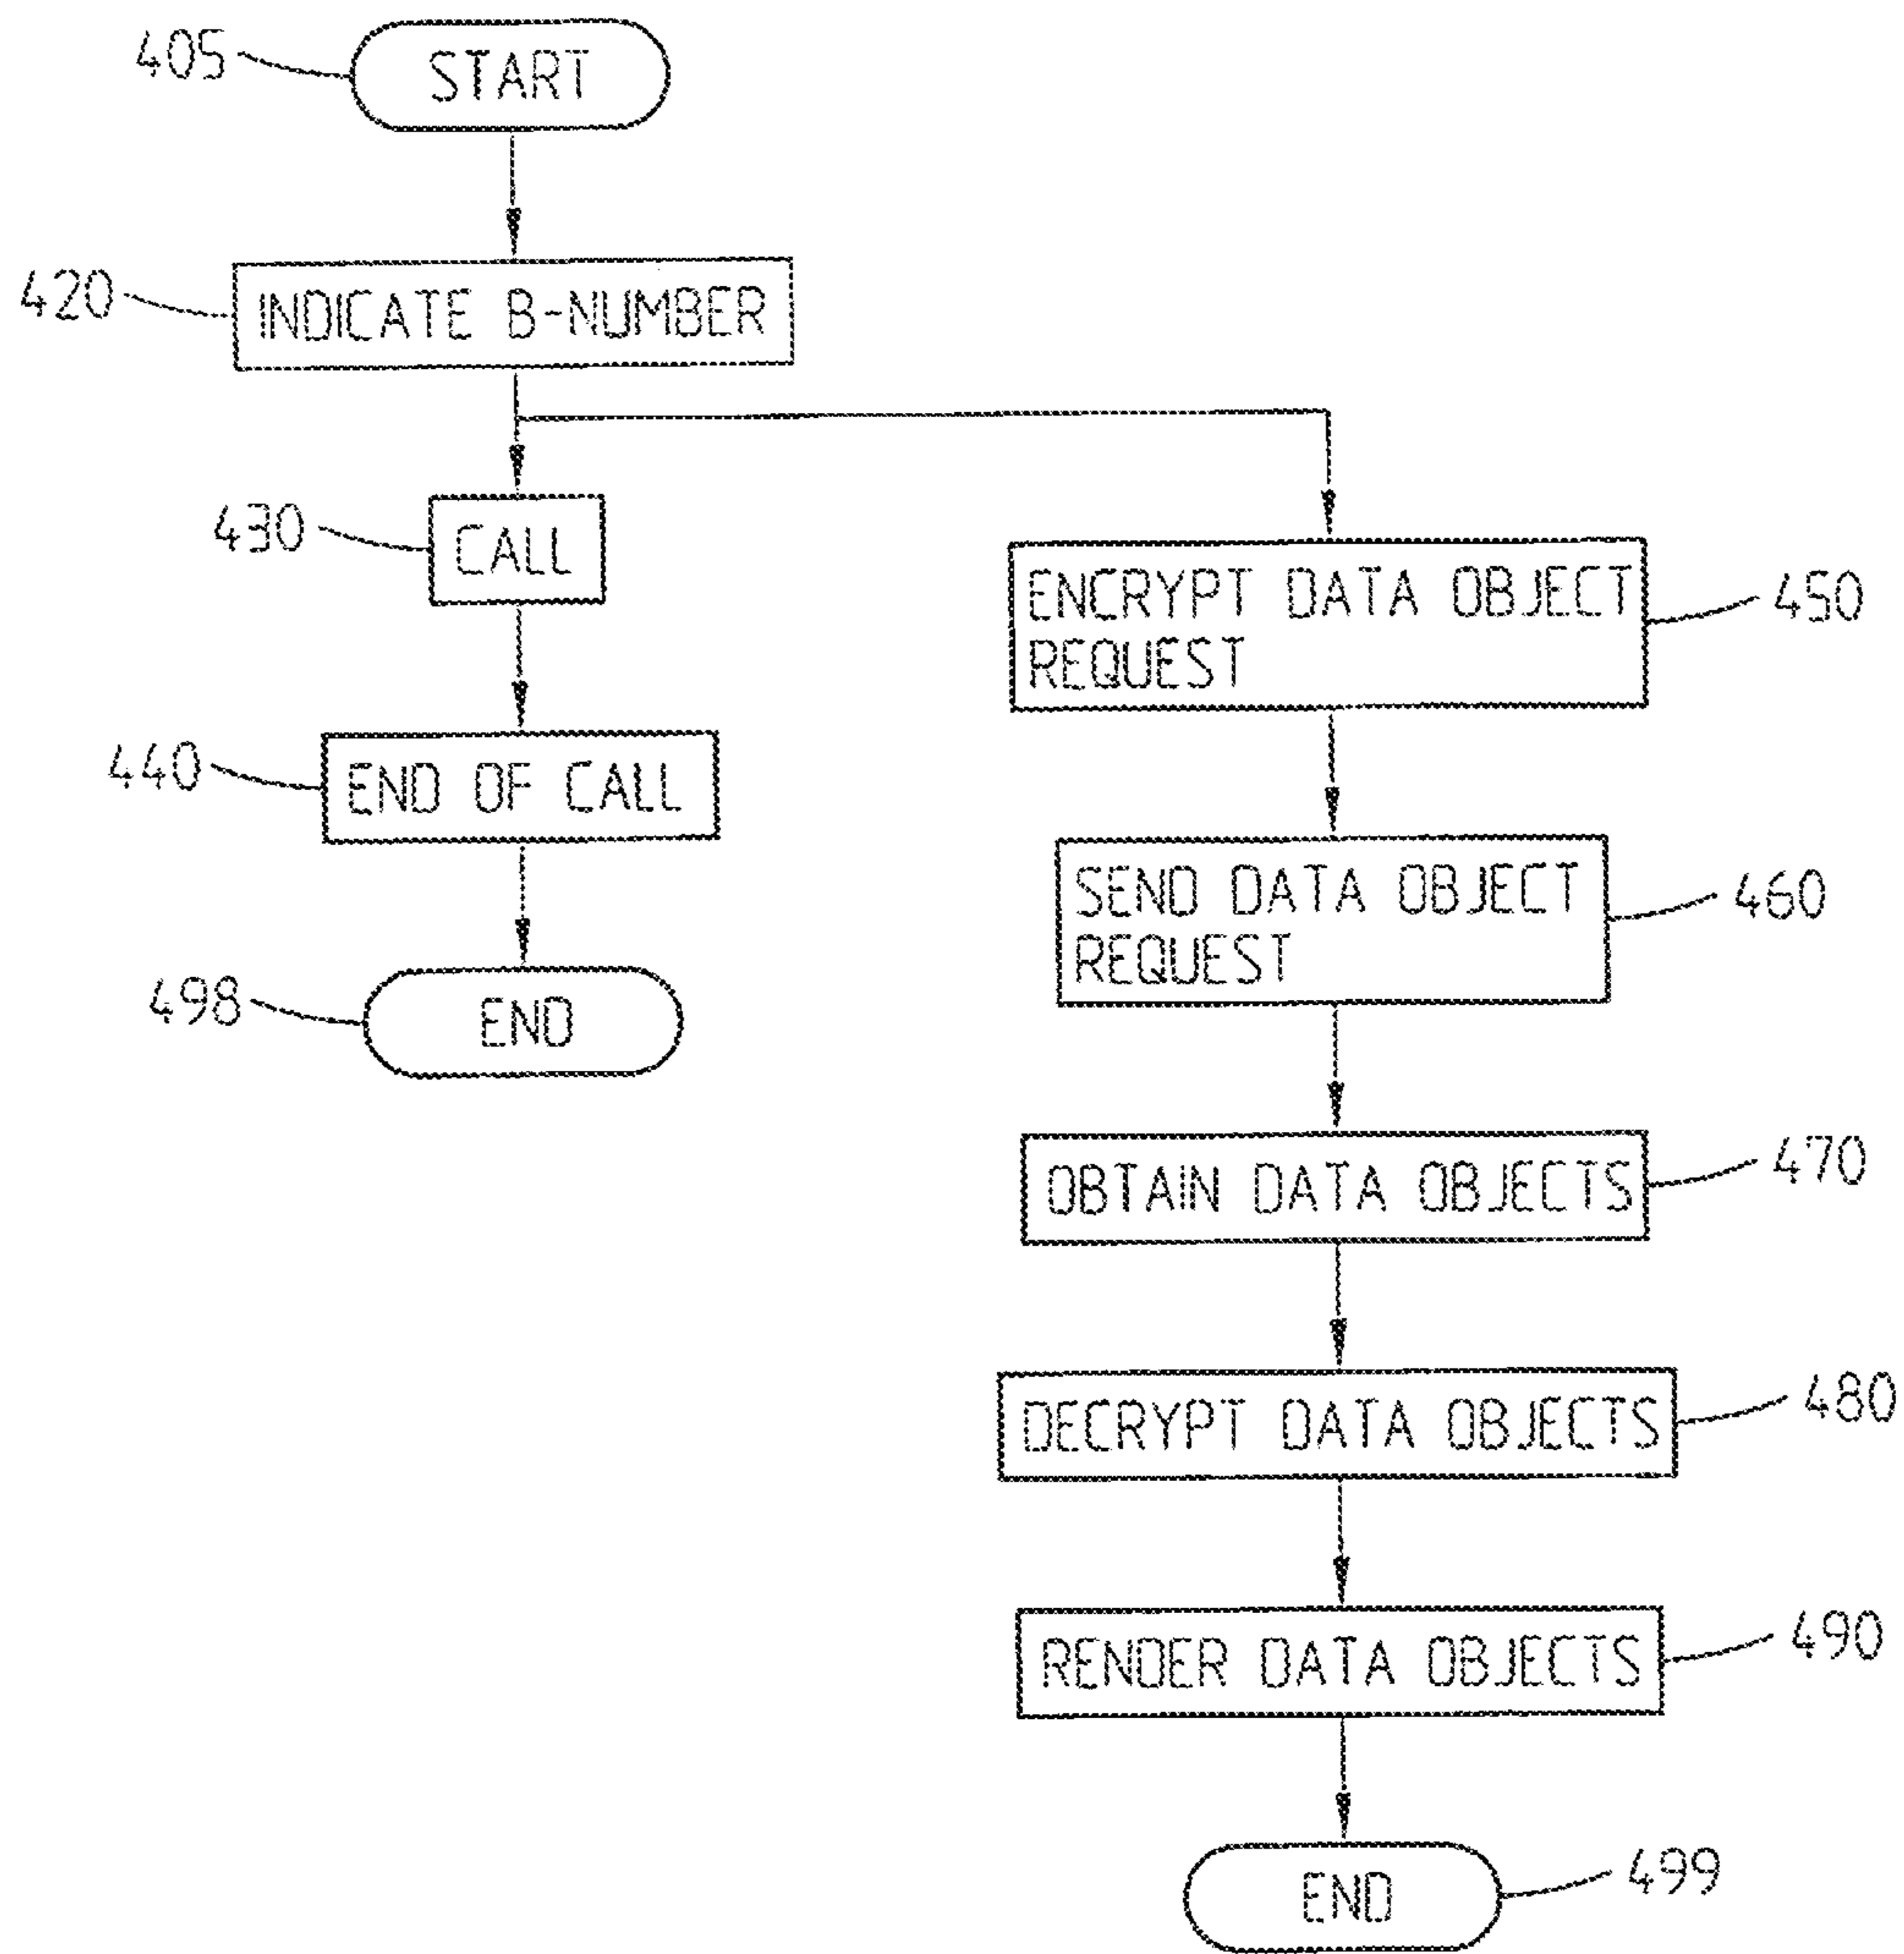 405
START
420
INDICATE B-NUMBER
430
CALL
440
END OF CALL
498
END
ENCRYPT DATA OBJECT
REQUEST
450
SEND DATA OBJECT
REQUEST
460
OBTAIN DATA OBJECTS
470
DECRYPT DATA OBJECTS
480
RENDER DATA OBJECTS
490
END
499